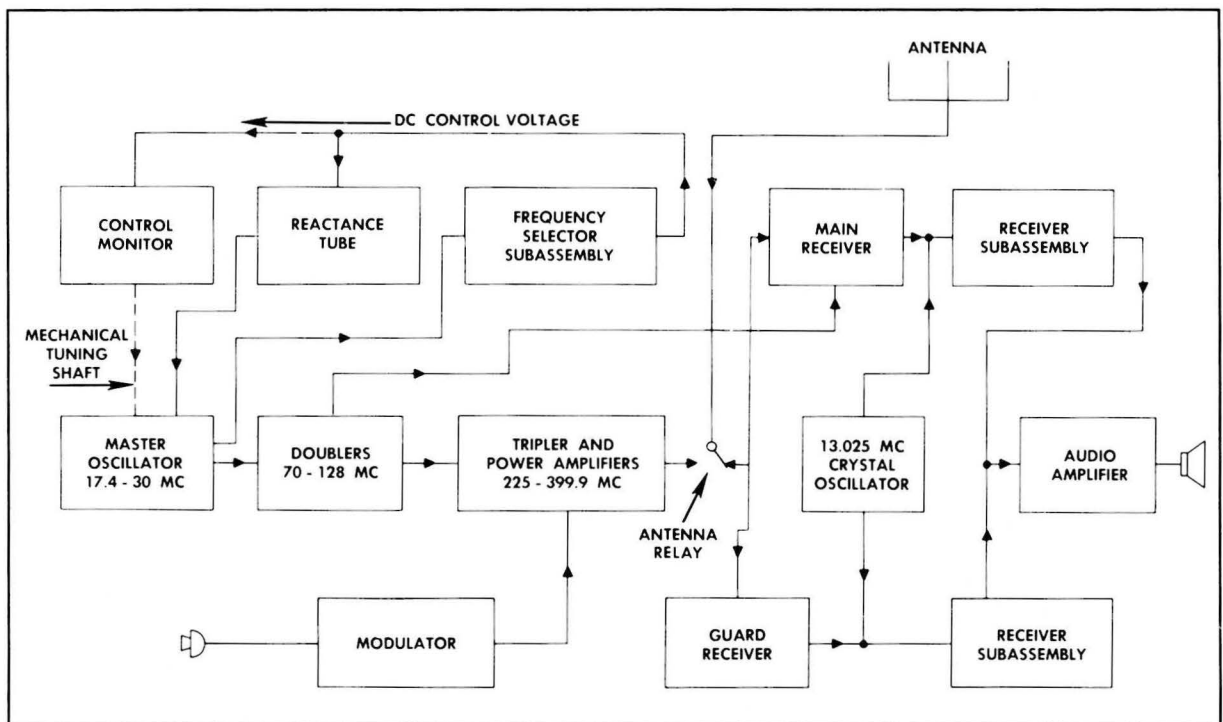 ANTENNA
DC CONTROL VOLTAGE
CONTROL
MONITOR
REACTANCE
TUBE
FREQUENCY
SELECTOR
SUBASSEMBLY
MAIN
RECEIVER
RECEIVER
SUBASSEMBLY
MECHANICAL
TUNING
SHAFT
MASTER
OSCILLATOR
17.4 - 30 MC
DOUBLERS
70 - 128 MC
TRIPLER AND
POWER AMPLIFIERS
225 - 399.9 MC
ANTENNA
RELAY
13.025 MC
CRYSTAL
OSCILLATOR
AUDIO
AMPLIFIER
MODULATOR
GUARD
RECEIVER
RECEIVER
SUBASSEMBLY